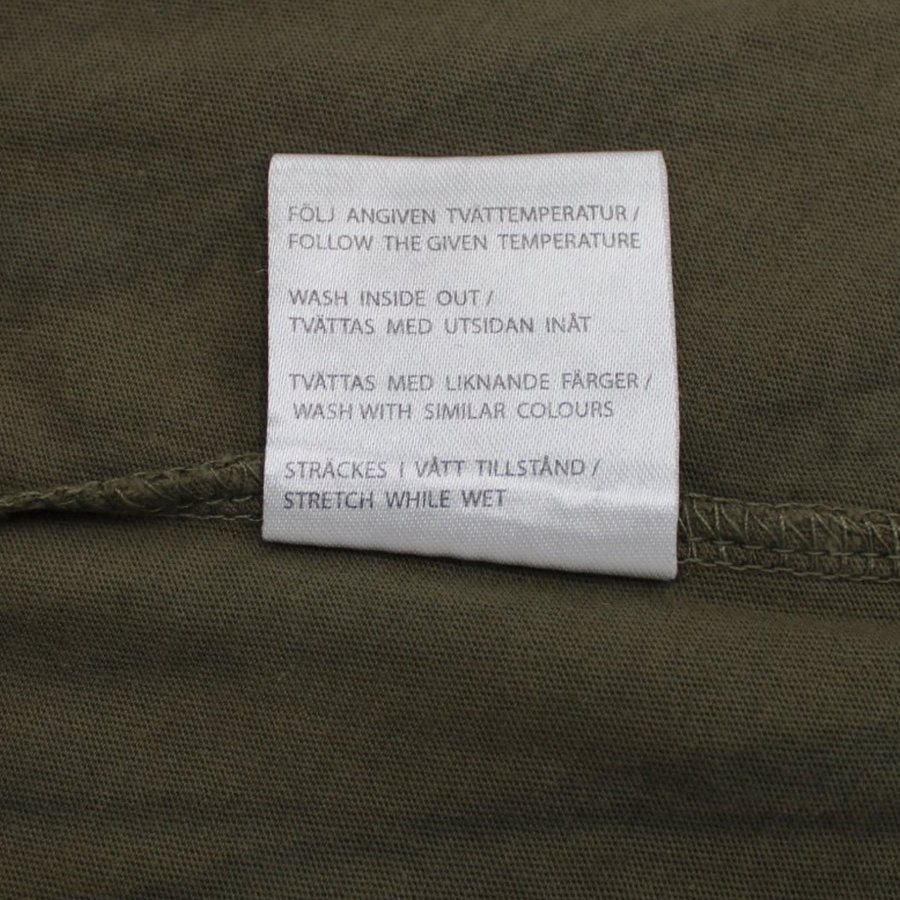 FÖLJ ANGIVEN TVÄTTEMPERATUR /
FOLLOW THE GIVEN TEMPERATURE
WASH INSIDE OUT /
TVÄTTAS MED UTSIDAN INÅT
TVÄTTAS MED LIKNANDE FÄRGER /
WASH WITH SIMILAR COLOURS
STRÄCKES I VÅTT TILLSTÅND /
STRETCH WHILE WET